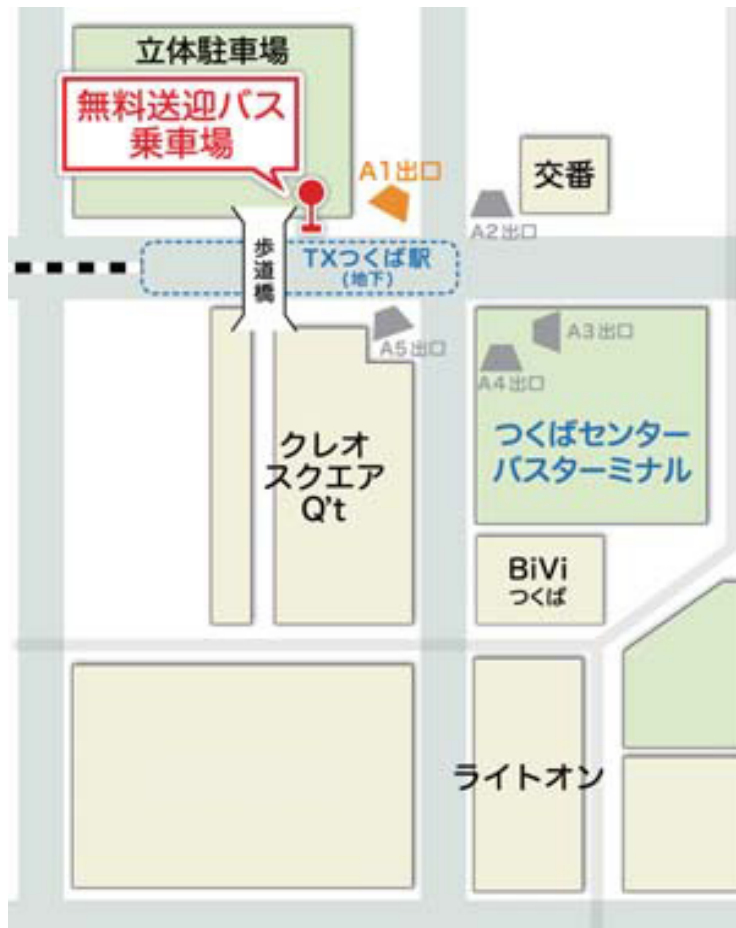 立体駐車場
無料送迎バス
乗車場
A1出口
交番
A2出口
歩道橋
TXつくば駅
(地下)
A5出口
A3出口
A4出口
つくばセンター
バスターミナル
クレオ
スクエア
Q't
BiVi
つくば
ライトオン